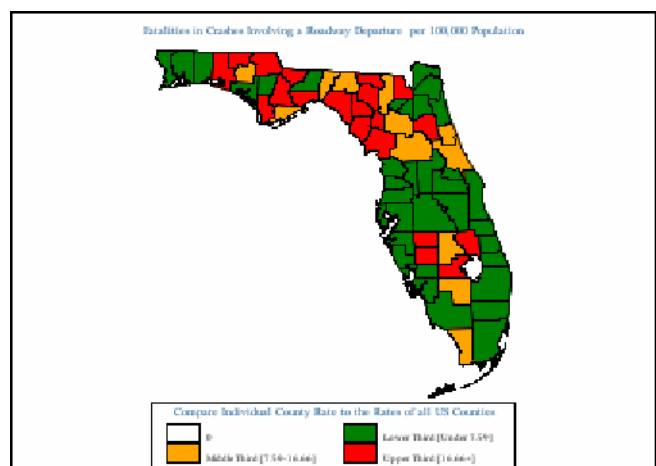 Fatalities in Crashes Involving a Roadway Departure per 100,000 Population
Compare Individual County Rate to the Rates of all US Counties
0
Lower Third [Under 7.59]
Middle Third [7.59-16.66]
Upper Third [16.66+]